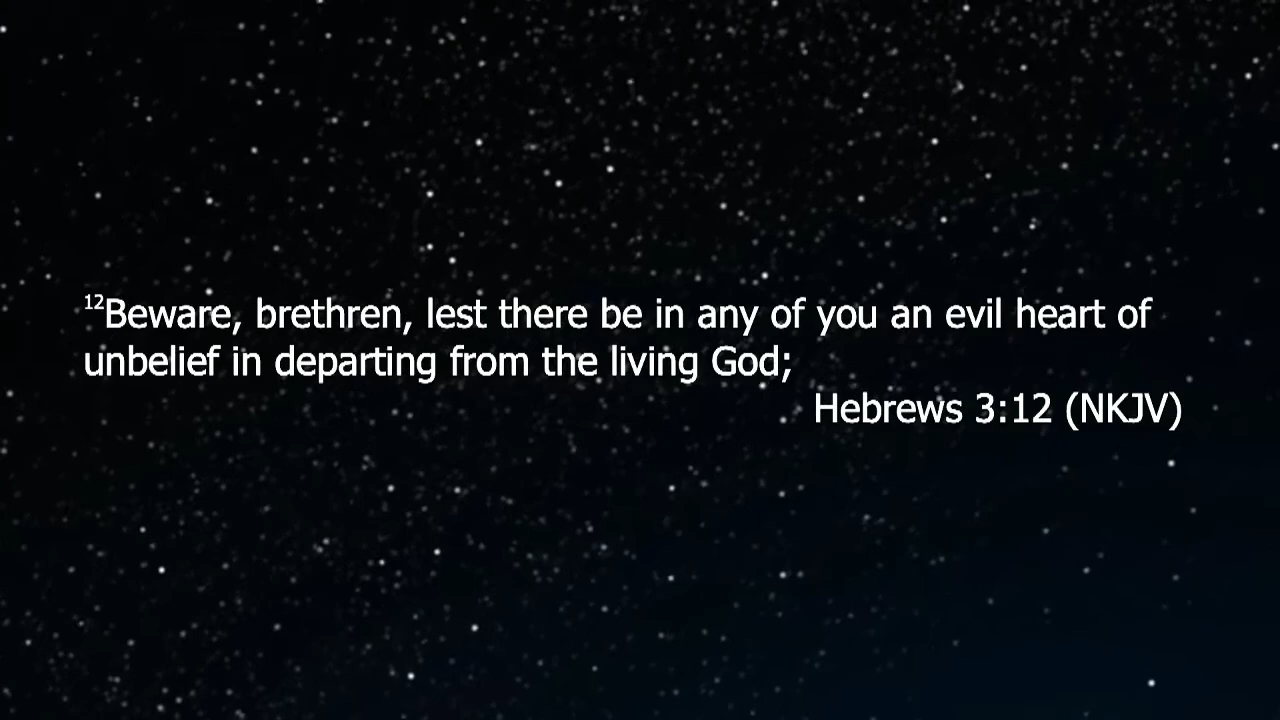 12Beware, brethren, lest there be in any of you an evil heart of
unbelief in departing from the living God;
Hebrews 3:12 (NKJV)